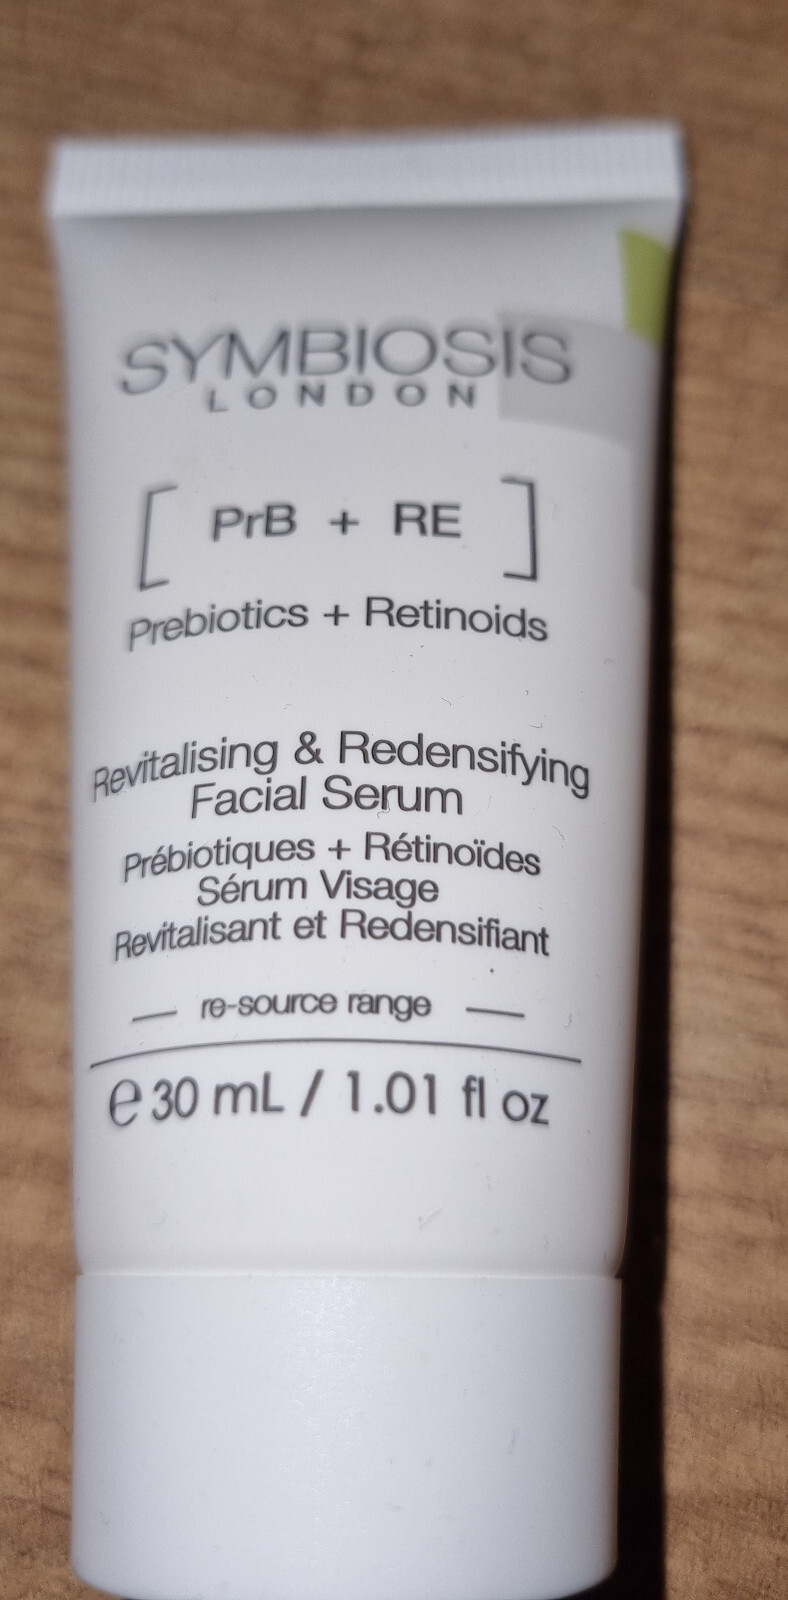 SYMBIOSIS
LONDON
[ PrB + RE ]
Prebiotics + Retinoids
Revitalising & Redensifying
Facial Serum
Prébiotiques + Rétinoïdes
Sérum Visage
Revitalisant et Redensifiant
— re-source range —
℮ 30 mL / 1.01 fl oz